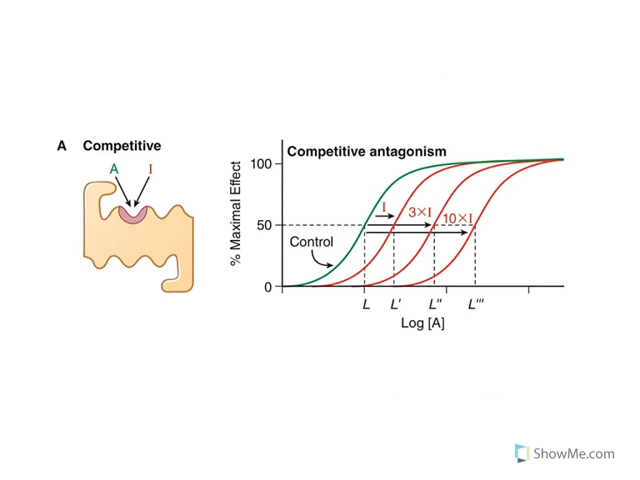 A Competitive
A I
Competitive antagonism
% Maximal Effect
100
50
0
I
3×I
10×I
Control
L L' L'' L'''
Log [A]
ShowMe.com